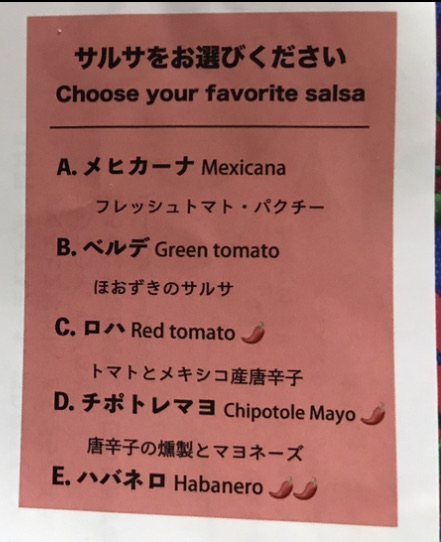 サルサをお選びください
Choose your favorite salsa
A. メヒカーナ Mexicana
フレッシュトマト・パクチー
B. ベルデ Green tomato
ほおずきのサルサ
C. ロハ Red tomato 🌶️
トマトとメキシコ産唐辛子
D. チポトレマヨ Chipotole Mayo 🌶️
唐辛子の燻製とマヨネーズ
E. ハバネロ Habanero 🌶️🌶️